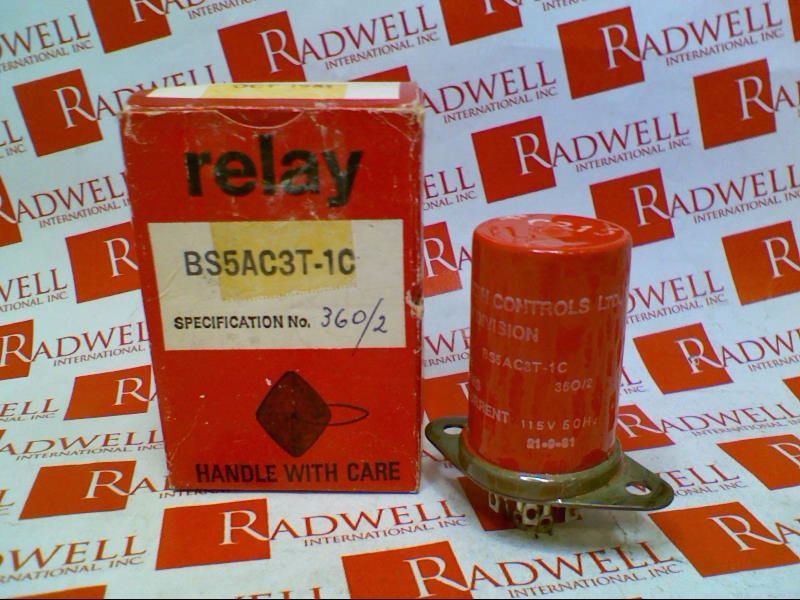 relay
BS5AC3T-1C
SPECIFICATION No. 360/2
HANDLE WITH CARE
CONTROLS LTD
DIVISION
BS5AC3T-1C
360/2
115V 60Hz
21-9-81
RADWELL
INTERNATIONAL, INC.